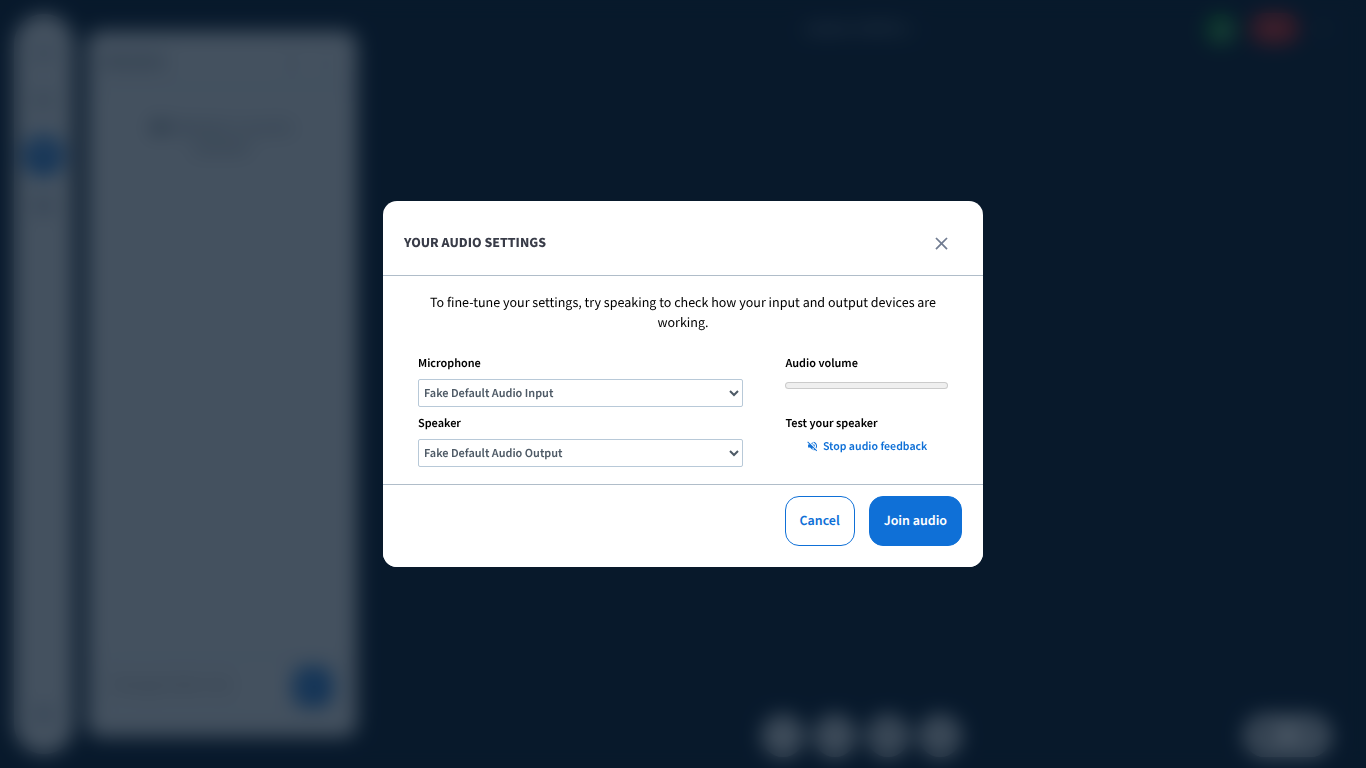 YOUR AUDIO SETTINGS
To fine-tune your settings, try speaking to check how your input and output devices are
working.
Microphone
Audio volume
Fake Default Audio Input
Speaker
Test your speaker
Stop audio feedback
Fake Default Audio Output
Cancel
Join audio